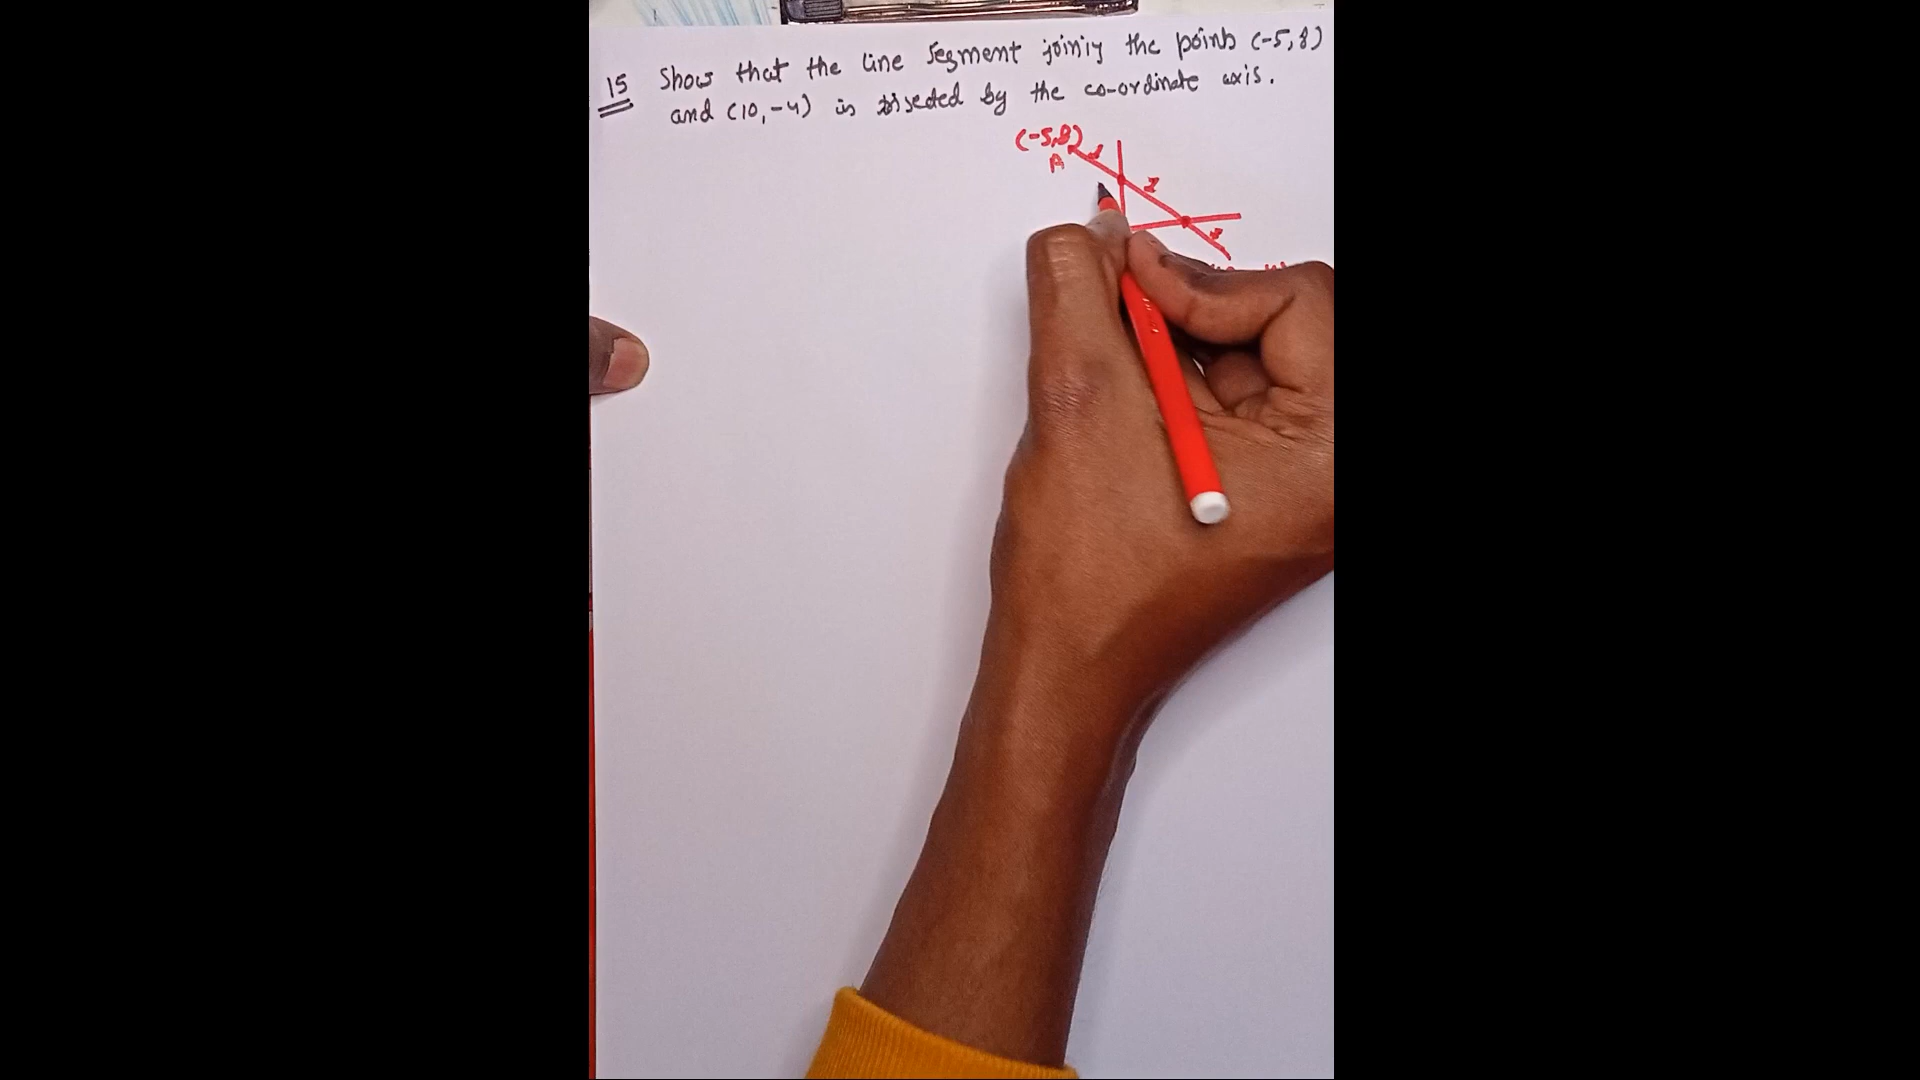 15 Show that the line segment joining the points (-5,8)
and (10,-4) is trisected by the co-ordinate axis.
(-5,8)
A